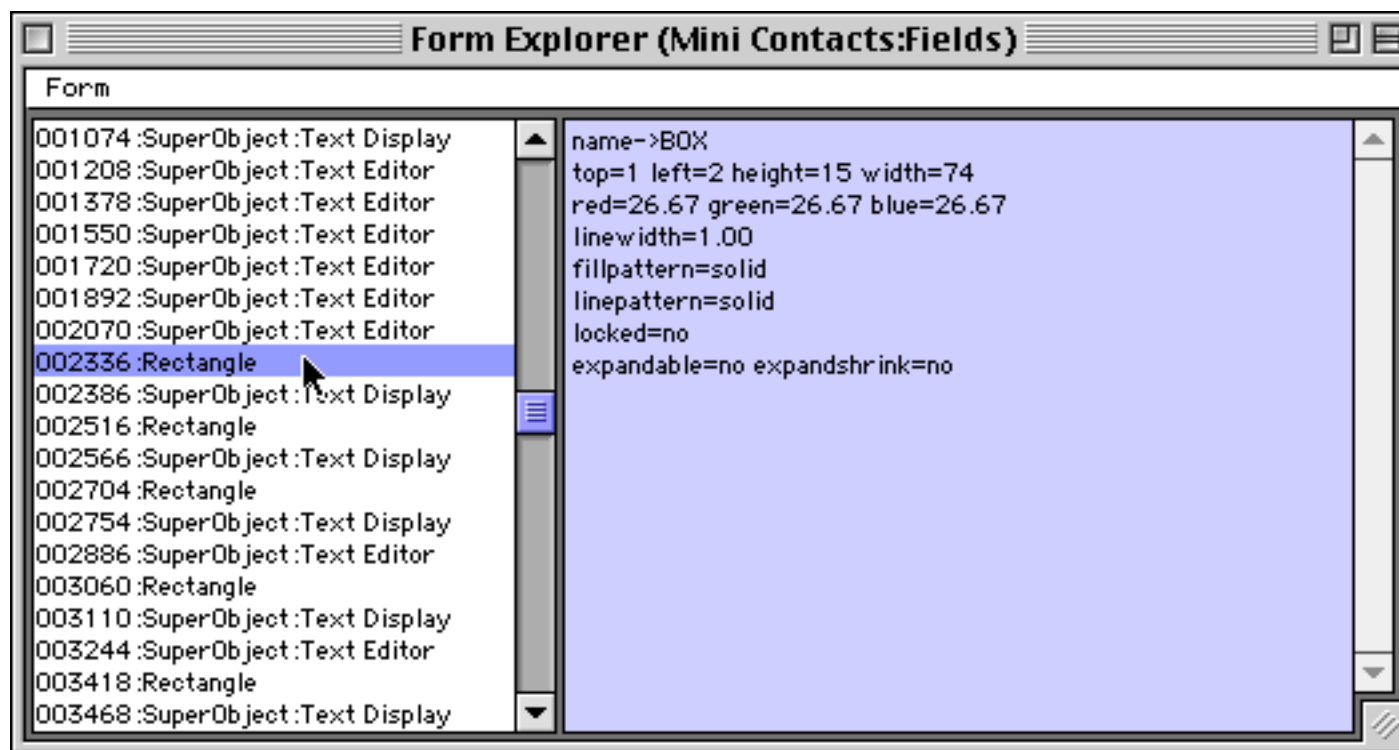 Form Explorer (Mini Contacts:Fields)
Form
001074:SuperObject:Text Display
001208:SuperObject:Text Editor
001378:SuperObject:Text Editor
001550:SuperObject:Text Editor
001720:SuperObject:Text Editor
001892:SuperObject:Text Editor
002070:SuperObject:Text Editor
002336:Rectangle
002386:SuperObject:Text Display
002516:Rectangle
002566:SuperObject:Text Display
002704:Rectangle
002754:SuperObject:Text Display
002886:SuperObject:Text Editor
003060:Rectangle
003110:SuperObject:Text Display
003244:SuperObject:Text Editor
003418:Rectangle
003468:SuperObject:Text Display
name->BOX
top=1 left=2 height=15 width=74
red=26.67 green=26.67 blue=26.67
linewidth=1.00
fillpattern=solid
linepattern=solid
locked=no
expandable=no expandshrink=no